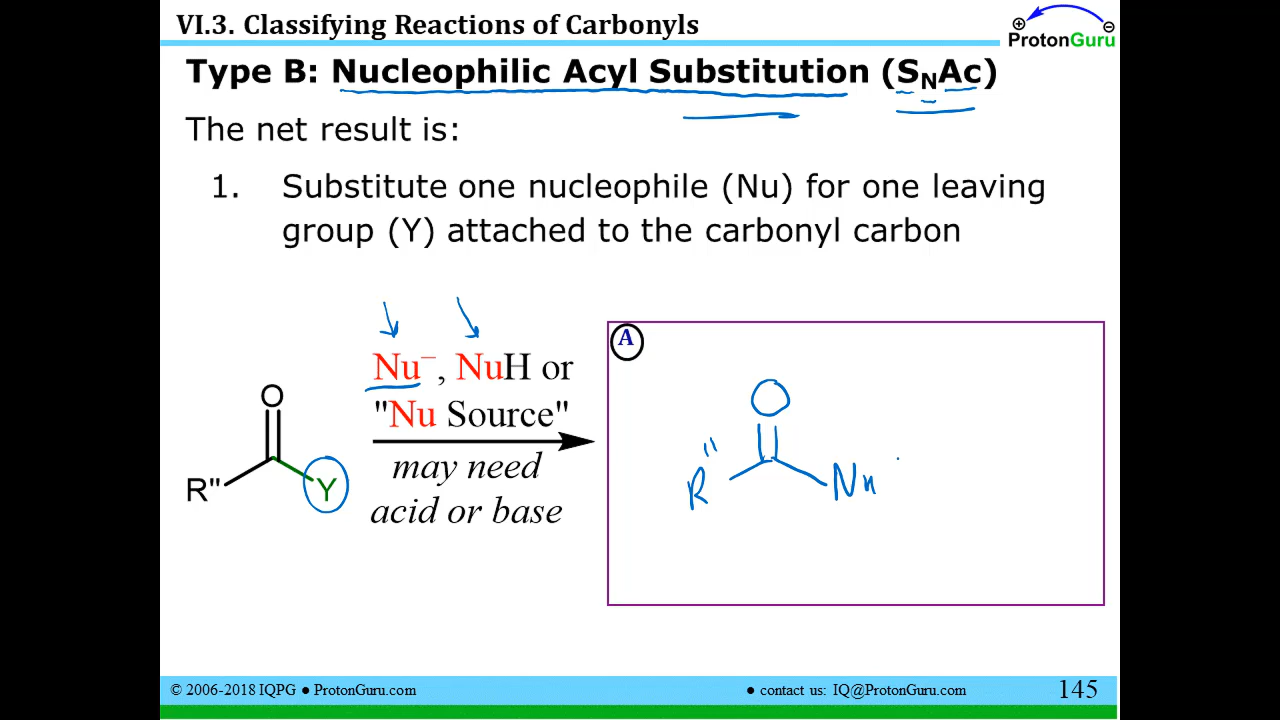 VI.3. Classifying Reactions of Carbonyls
ProtonGuru
Type B: Nucleophilic Acyl Substitution (SNAc)
The net result is:
1. Substitute one nucleophile (Nu) for one leaving
group (Y) attached to the carbonyl carbon
A
Nu⁻, NuH or
"Nu Source"
may need
acid or base
O
R" Y
O
R" Nu
© 2006-2018 IQPG ● ProtonGuru.com ● contact us: IQ@ProtonGuru.com 145